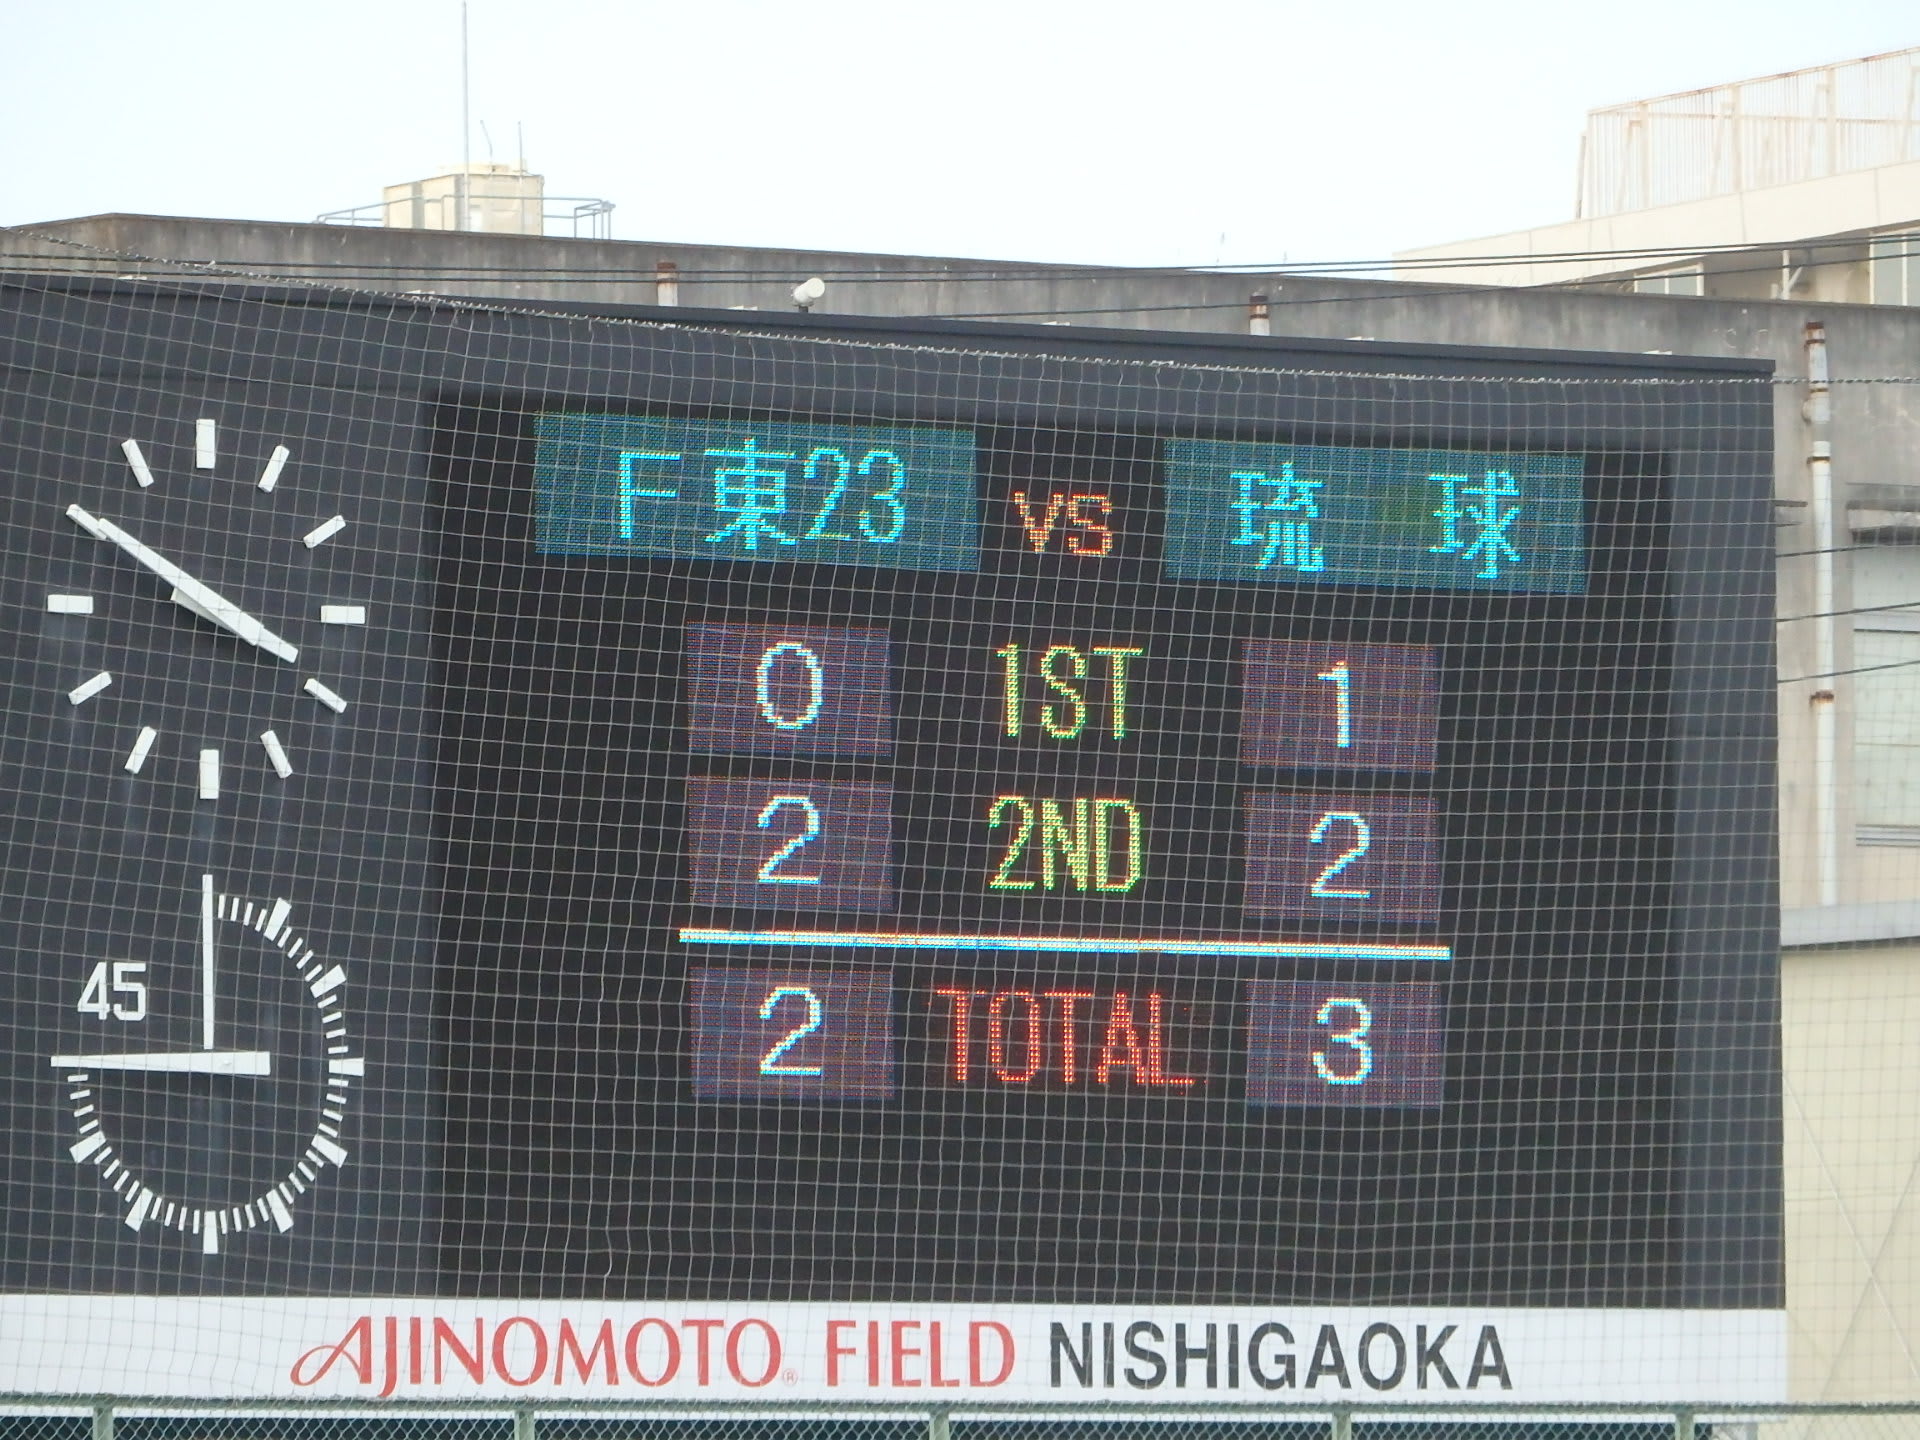 F東23 VS 琉 球
0 1ST 1
2 2ND 2
2 TOTAL 3
45
AJINOMOTO® FIELD NISHIGAOKA